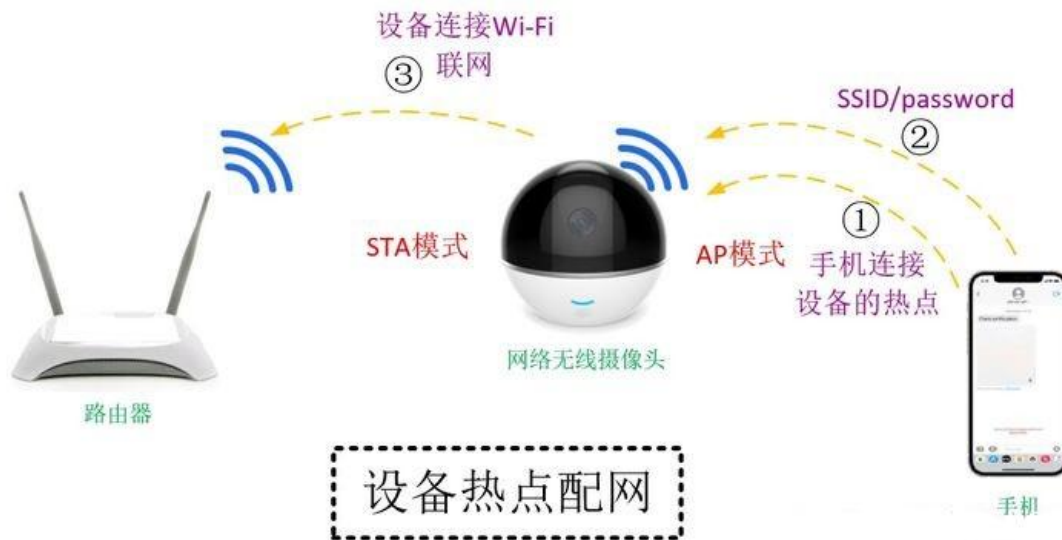 设备连接Wi-Fi
联网
③
SSID/password
②
①
STA模式
AP模式
手机连接
设备的热点
网络无线摄像头
路由器
设备热点配网
手机